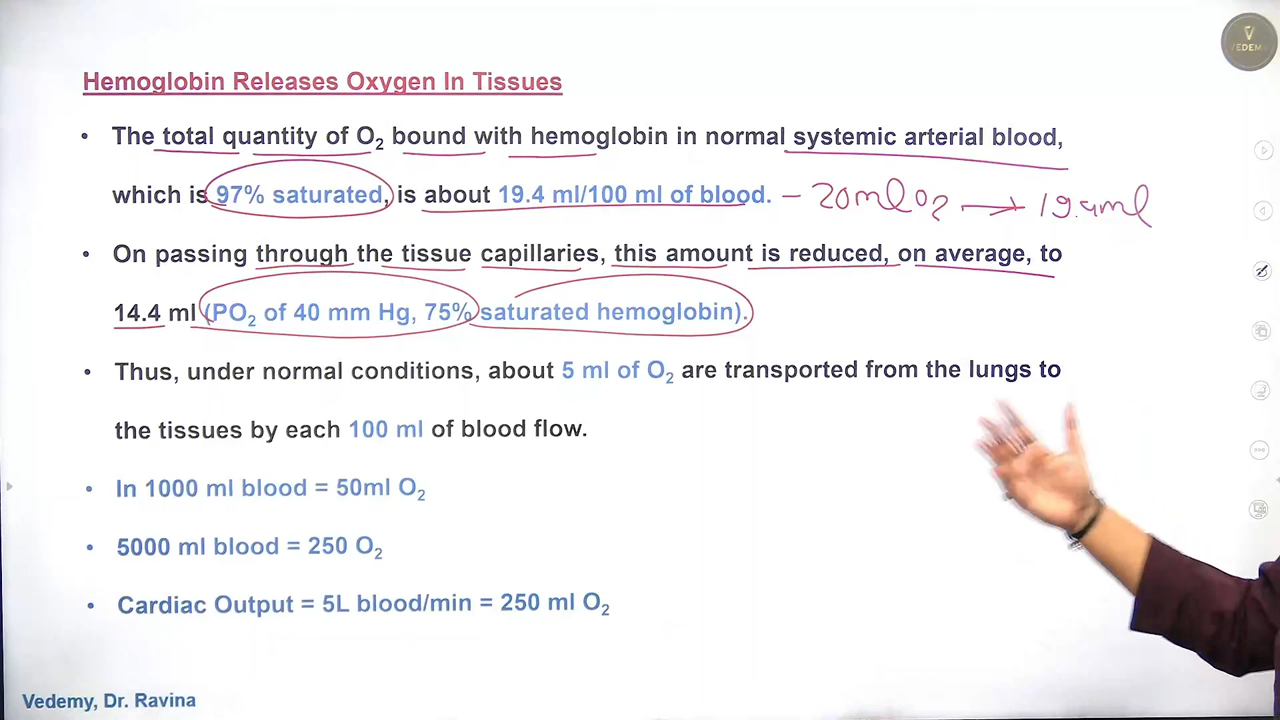 VEDEMY
Hemoglobin Releases Oxygen In Tissues
• The total quantity of O₂ bound with hemoglobin in normal systemic arterial blood,
which is 97% saturated, is about 19.4 ml/100 ml of blood. – 20ml O₂ → 19.4ml
• On passing through the tissue capillaries, this amount is reduced, on average, to
14.4 ml (PO₂ of 40 mm Hg, 75% saturated hemoglobin).
• Thus, under normal conditions, about 5 ml of O₂ are transported from the lungs to
the tissues by each 100 ml of blood flow.
• In 1000 ml blood = 50ml O₂
• 5000 ml blood = 250 O₂
• Cardiac Output = 5L blood/min = 250 ml O₂
Vedemy, Dr. Ravina